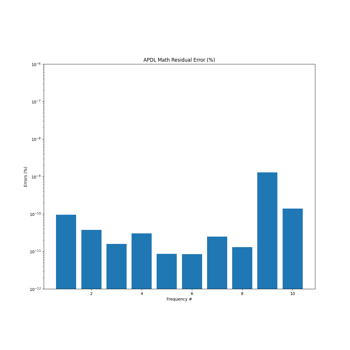 APDL Math Residual Error (%)
10⁻⁶
10⁻⁷
10⁻⁸
10⁻⁹
10⁻¹⁰
10⁻¹¹
10⁻¹²
Errors (%)
2 4 6 8 10
Frequency #